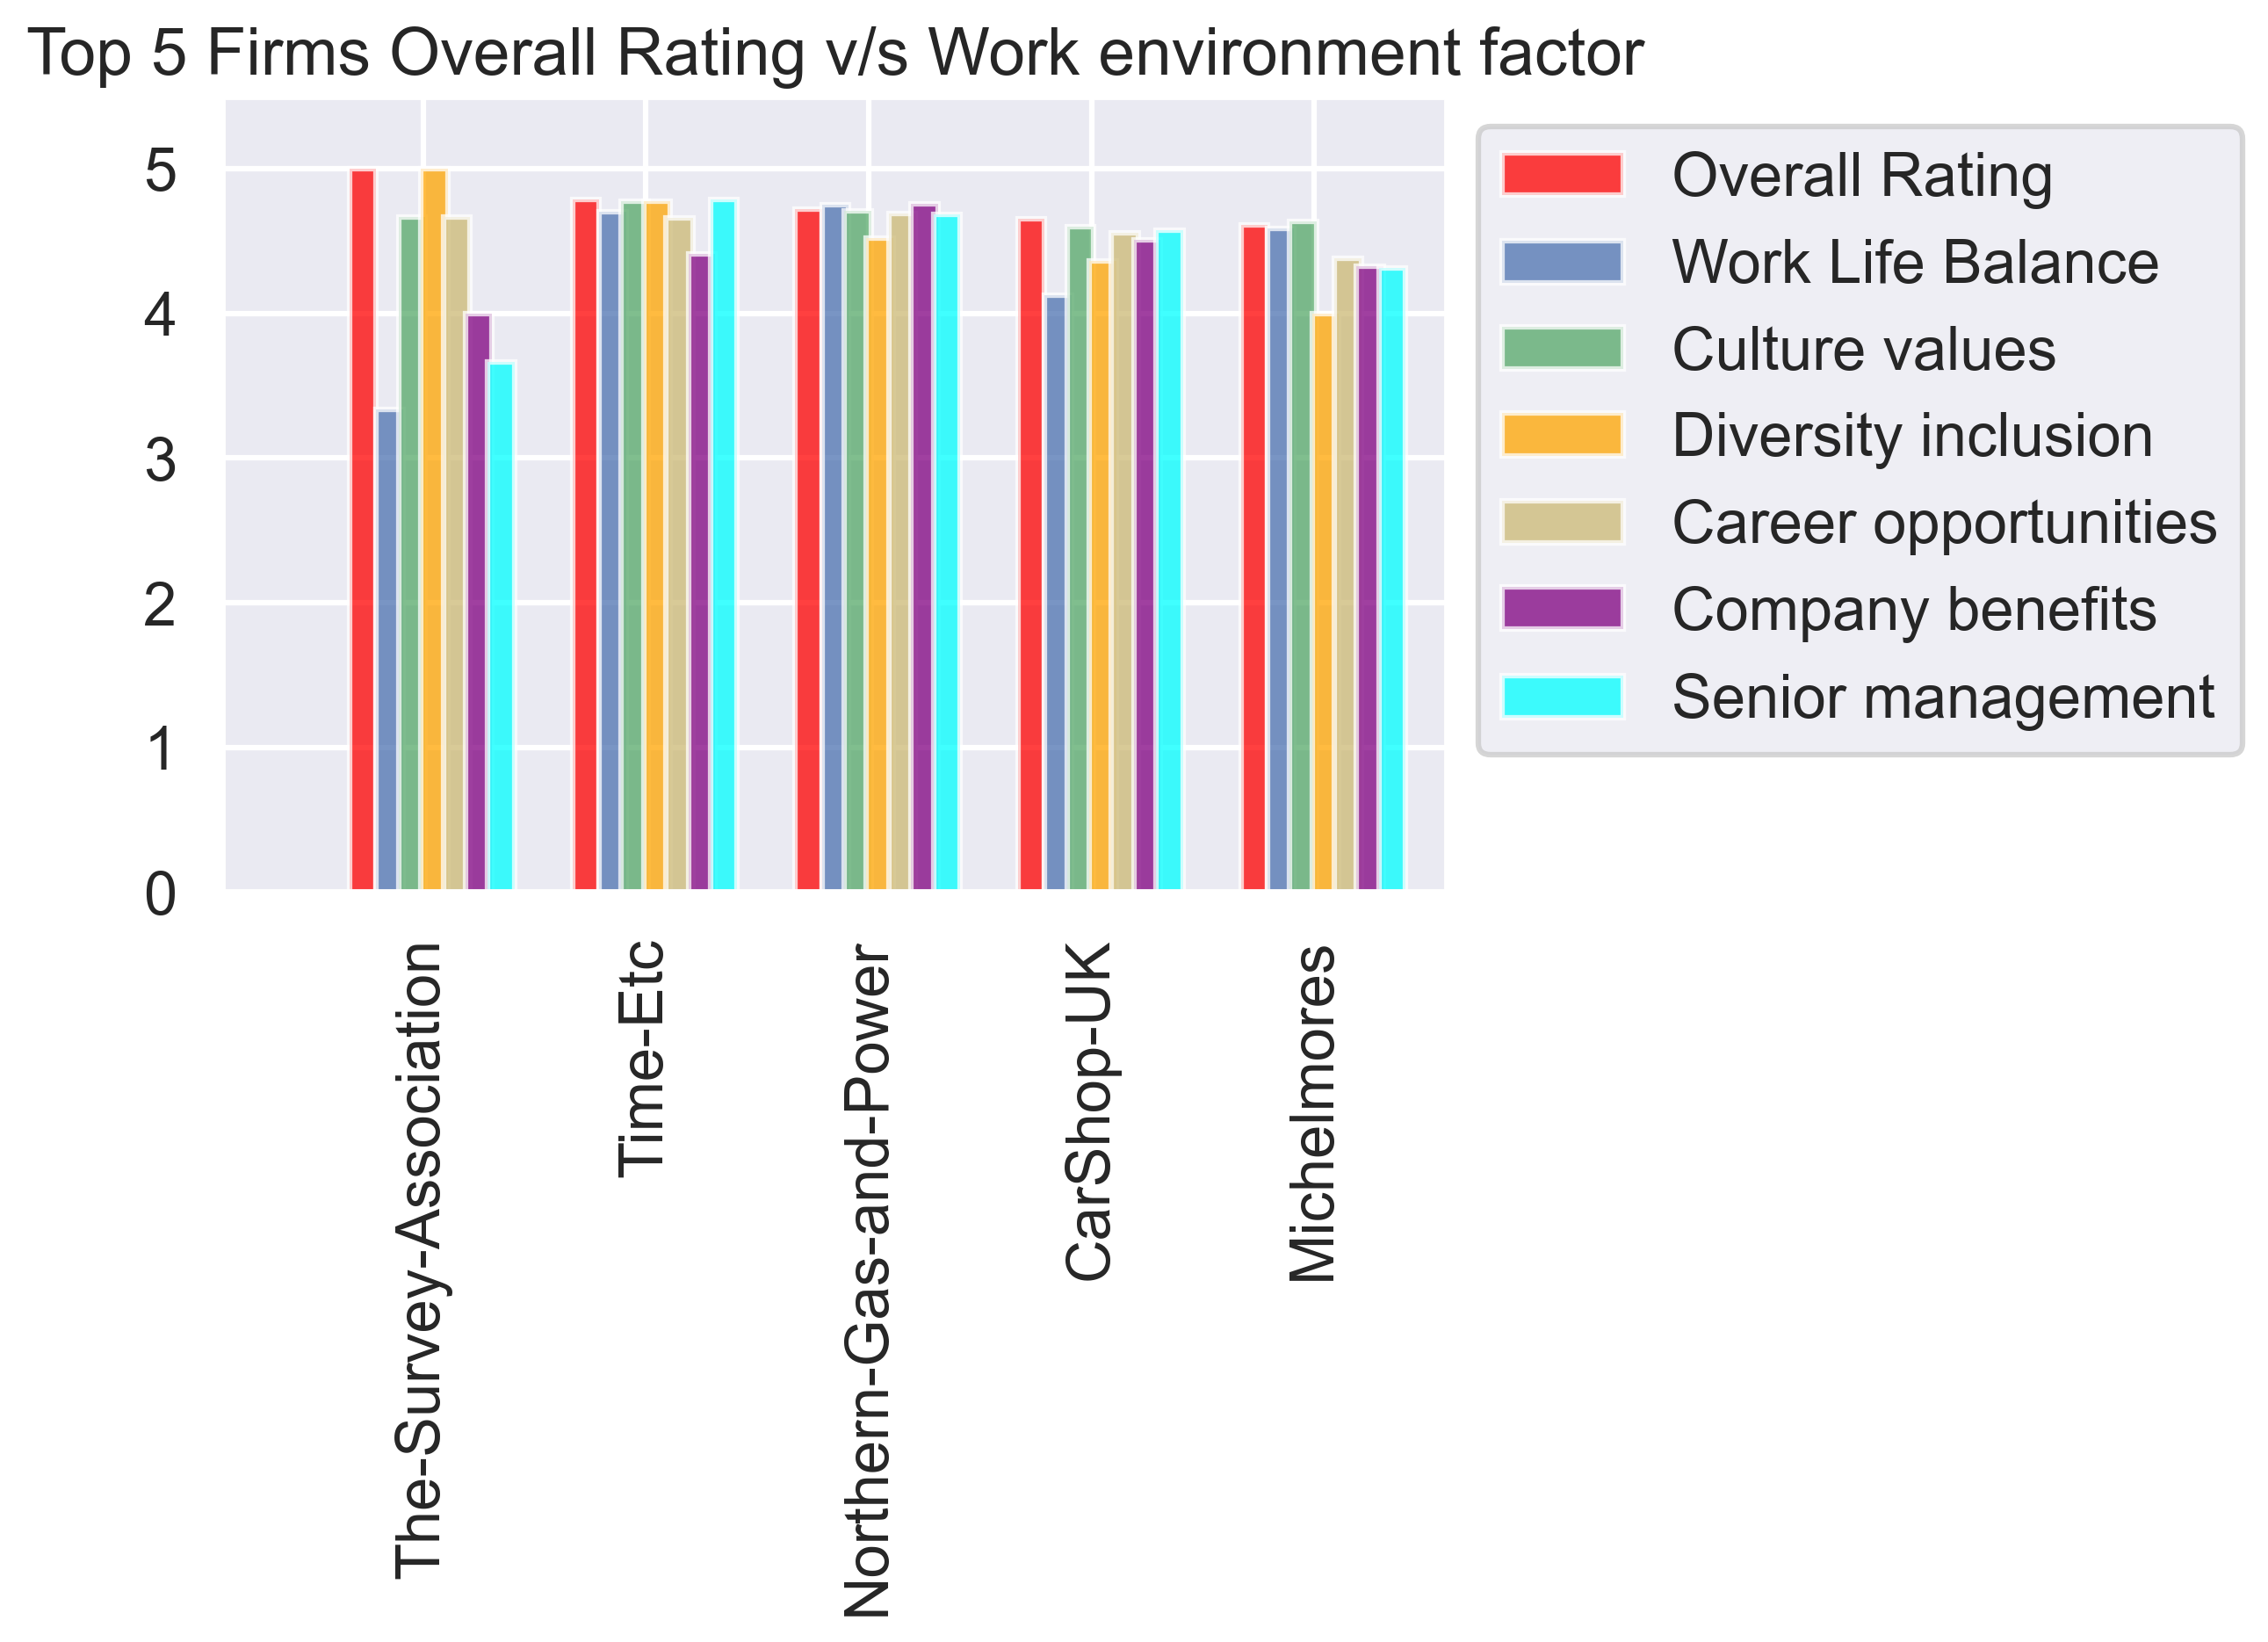 Top 5 Firms Overall Rating v/s Work environment factor
5
4
3
2
1
0
Overall Rating
Work Life Balance
Culture values
Diversity inclusion
Career opportunities
Company benefits
Senior management
The-Survey-Association
Time-Etc
Northern-Gas-and-Power
CarShop-UK
Michelmores